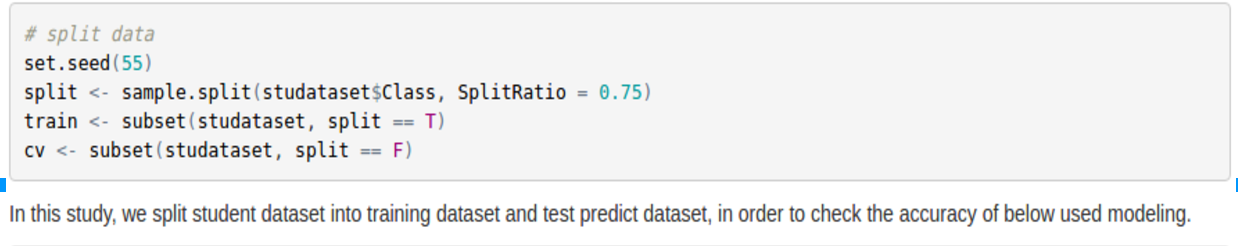 # split data
set.seed(55)
split <- sample.split(studataset$Class, SplitRatio = 0.75)
train <- subset(studataset, split == T)
cv <- subset(studataset, split == F)
In this study, we split student dataset into training dataset and test predict dataset, in order to check the accuracy of below used modeling.